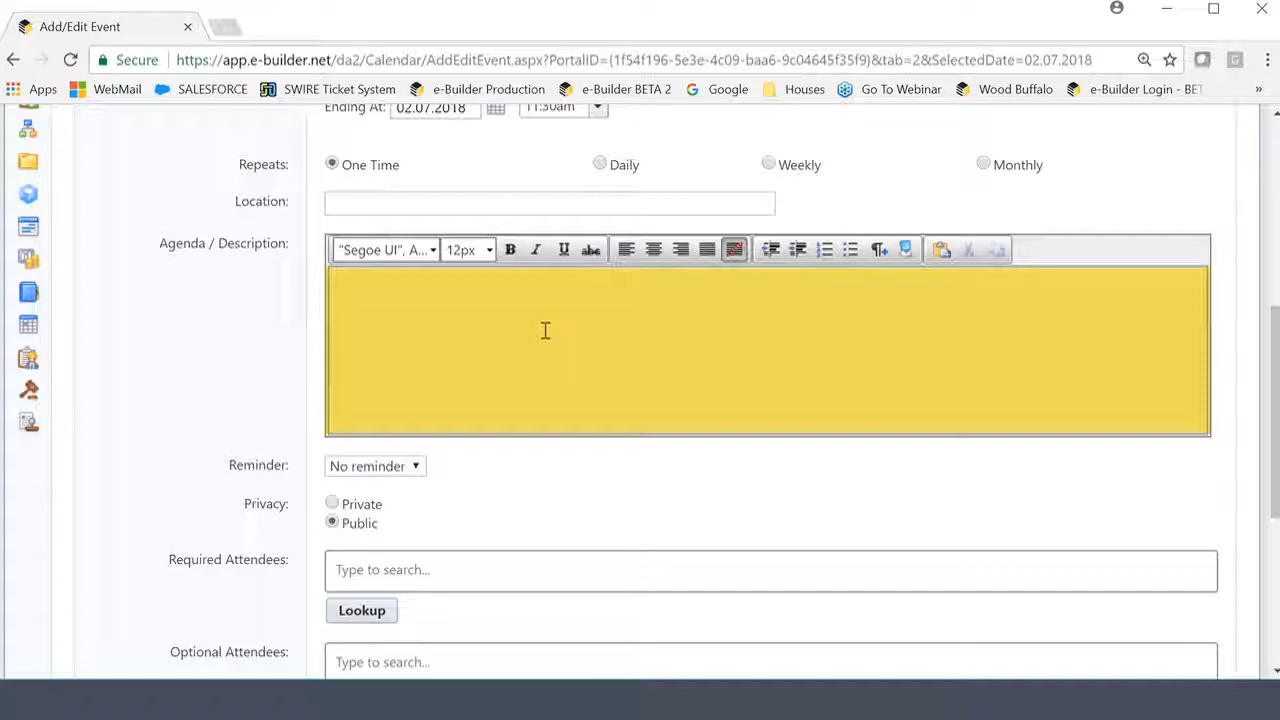 Add/Edit Event
Secure https://app.e-builder.net/da2/Calendar/AddEditEvent.aspx?PortalID={1f54f196-5e3e-4c09-baa6-9c04645f35f9}&tab=2&SelectedDate=02.07.2018
Apps WebMail SALESFORCE SWIRE Ticket System e-Builder Production e-Builder BETA 2 Google Houses Go To Webinar Wood Buffalo e-Builder Login - BET »
Ending At: 02.07.2018 11:30am
Repeats: One Time Daily Weekly Monthly
Location:
Agenda / Description: "Segoe UI", A... 12px B I U abc
Reminder: No reminder
Privacy: Private
Public
Required Attendees: Type to search...
Lookup
Optional Attendees: Type to search...